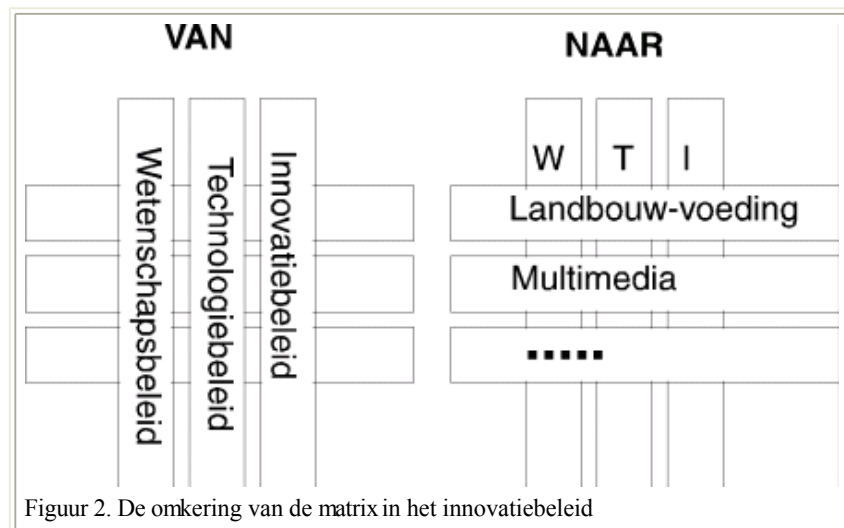 VAN
NAAR
Wetenschapsbeleid
Technologiebeleid
Innovatiebeleid
W T I
Landbouw-voeding
Multimedia
.....
Figuur 2. De omkering van de matrix in het innovatiebeleid